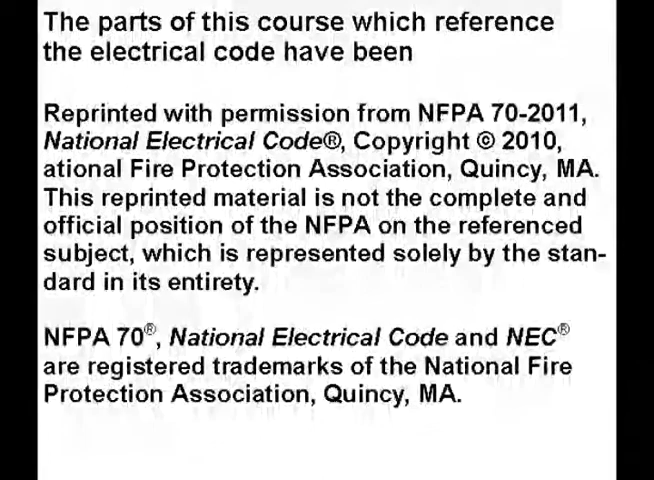 The parts of this course which reference
the electrical code have been
Reprinted with permission from NFPA 70-2011,
National Electrical Code®, Copyright © 2010,
ational Fire Protection Association, Quincy, MA.
This reprinted material is not the complete and
official position of the NFPA on the referenced
subject, which is represented solely by the stan-
dard in its entirety.
NFPA 70®, National Electrical Code and NEC®
are registered trademarks of the National Fire
Protection Association, Quincy, MA.